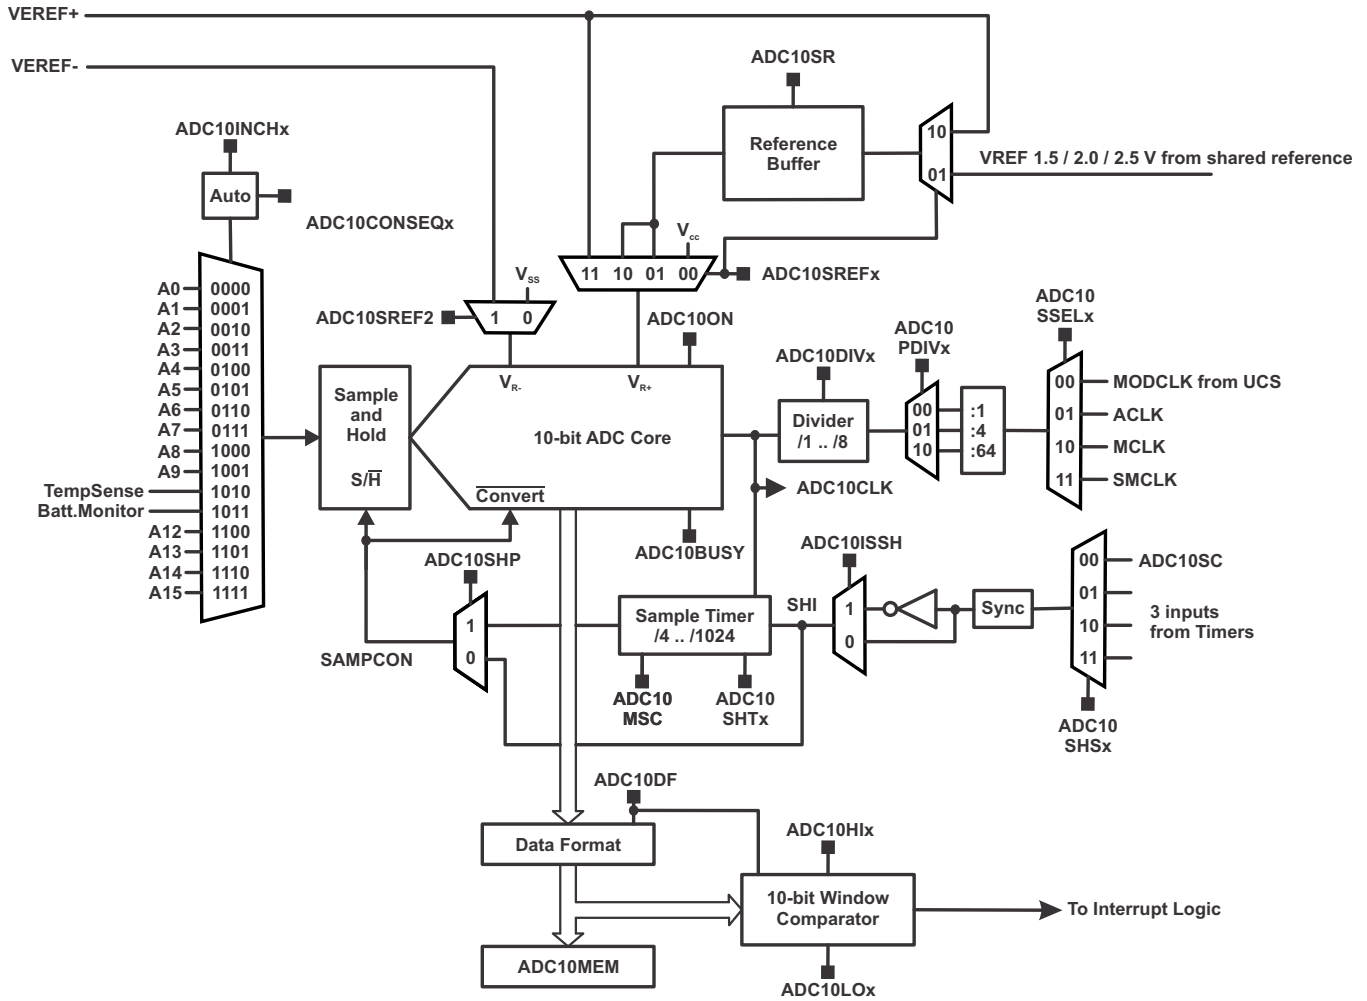 VEREF+
VEREF-
ADC10SR
ADC10INCHx
Reference
Buffer
10
01
VREF 1.5 / 2.0 / 2.5 V from shared reference
Auto
ADC10CONSEQx
Vcc
11 10 01 00
ADC10SREFx
A0 0000
A1 0001
A2 0010
A3 0011
A4 0100
A5 0101
A6 0110
A7 0111
A8 1000
A9 1001
TempSense 1010
Batt.Monitor 1011
A12 1100
A13 1101
A14 1110
A15 1111
VSS
ADC10SREF2
1 0
ADC10ON
Sample
and
Hold
S/H̅
VR-
VR+
10-bit ADC Core
Convert
ADC10BUSY
ADC10DIVx
Divider
/1 .. /8
ADC10
PDIVx
00
01
10
:1
:4
:64
ADC10
SSELx
00 MODCLK from UCS
01 ACLK
10 MCLK
11 SMCLK
ADC10CLK
ADC10SHP
1
0
SAMPCON
Sample Timer
/4 .. /1024
ADC10
MSC
ADC10
SHTx
SHI
ADC10ISSH
1
0
Sync
00 ADC10SC
01
10
11
3 inputs
from Timers
ADC10
SHSx
ADC10DF
Data Format
ADC10HIx
10-bit Window
Comparator
To Interrupt Logic
ADC10MEM
ADC10LOx